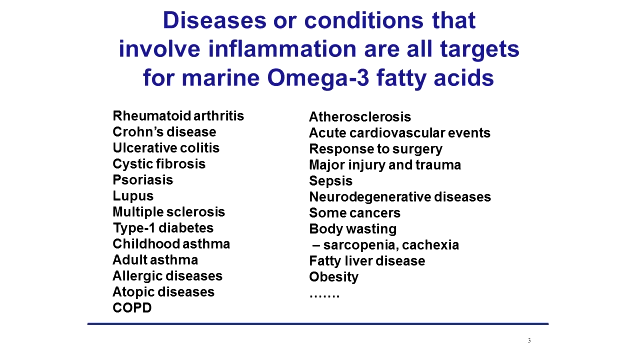 Diseases or conditions that
involve inflammation are all targets
for marine Omega-3 fatty acids
Rheumatoid arthritis
Crohn's disease
Ulcerative colitis
Cystic fibrosis
Psoriasis
Lupus
Multiple sclerosis
Type-1 diabetes
Childhood asthma
Adult asthma
Allergic diseases
Atopic diseases
COPD
Atherosclerosis
Acute cardiovascular events
Response to surgery
Major injury and trauma
Sepsis
Neurodegenerative diseases
Some cancers
Body wasting
– sarcopenia, cachexia
Fatty liver disease
Obesity
…….
3